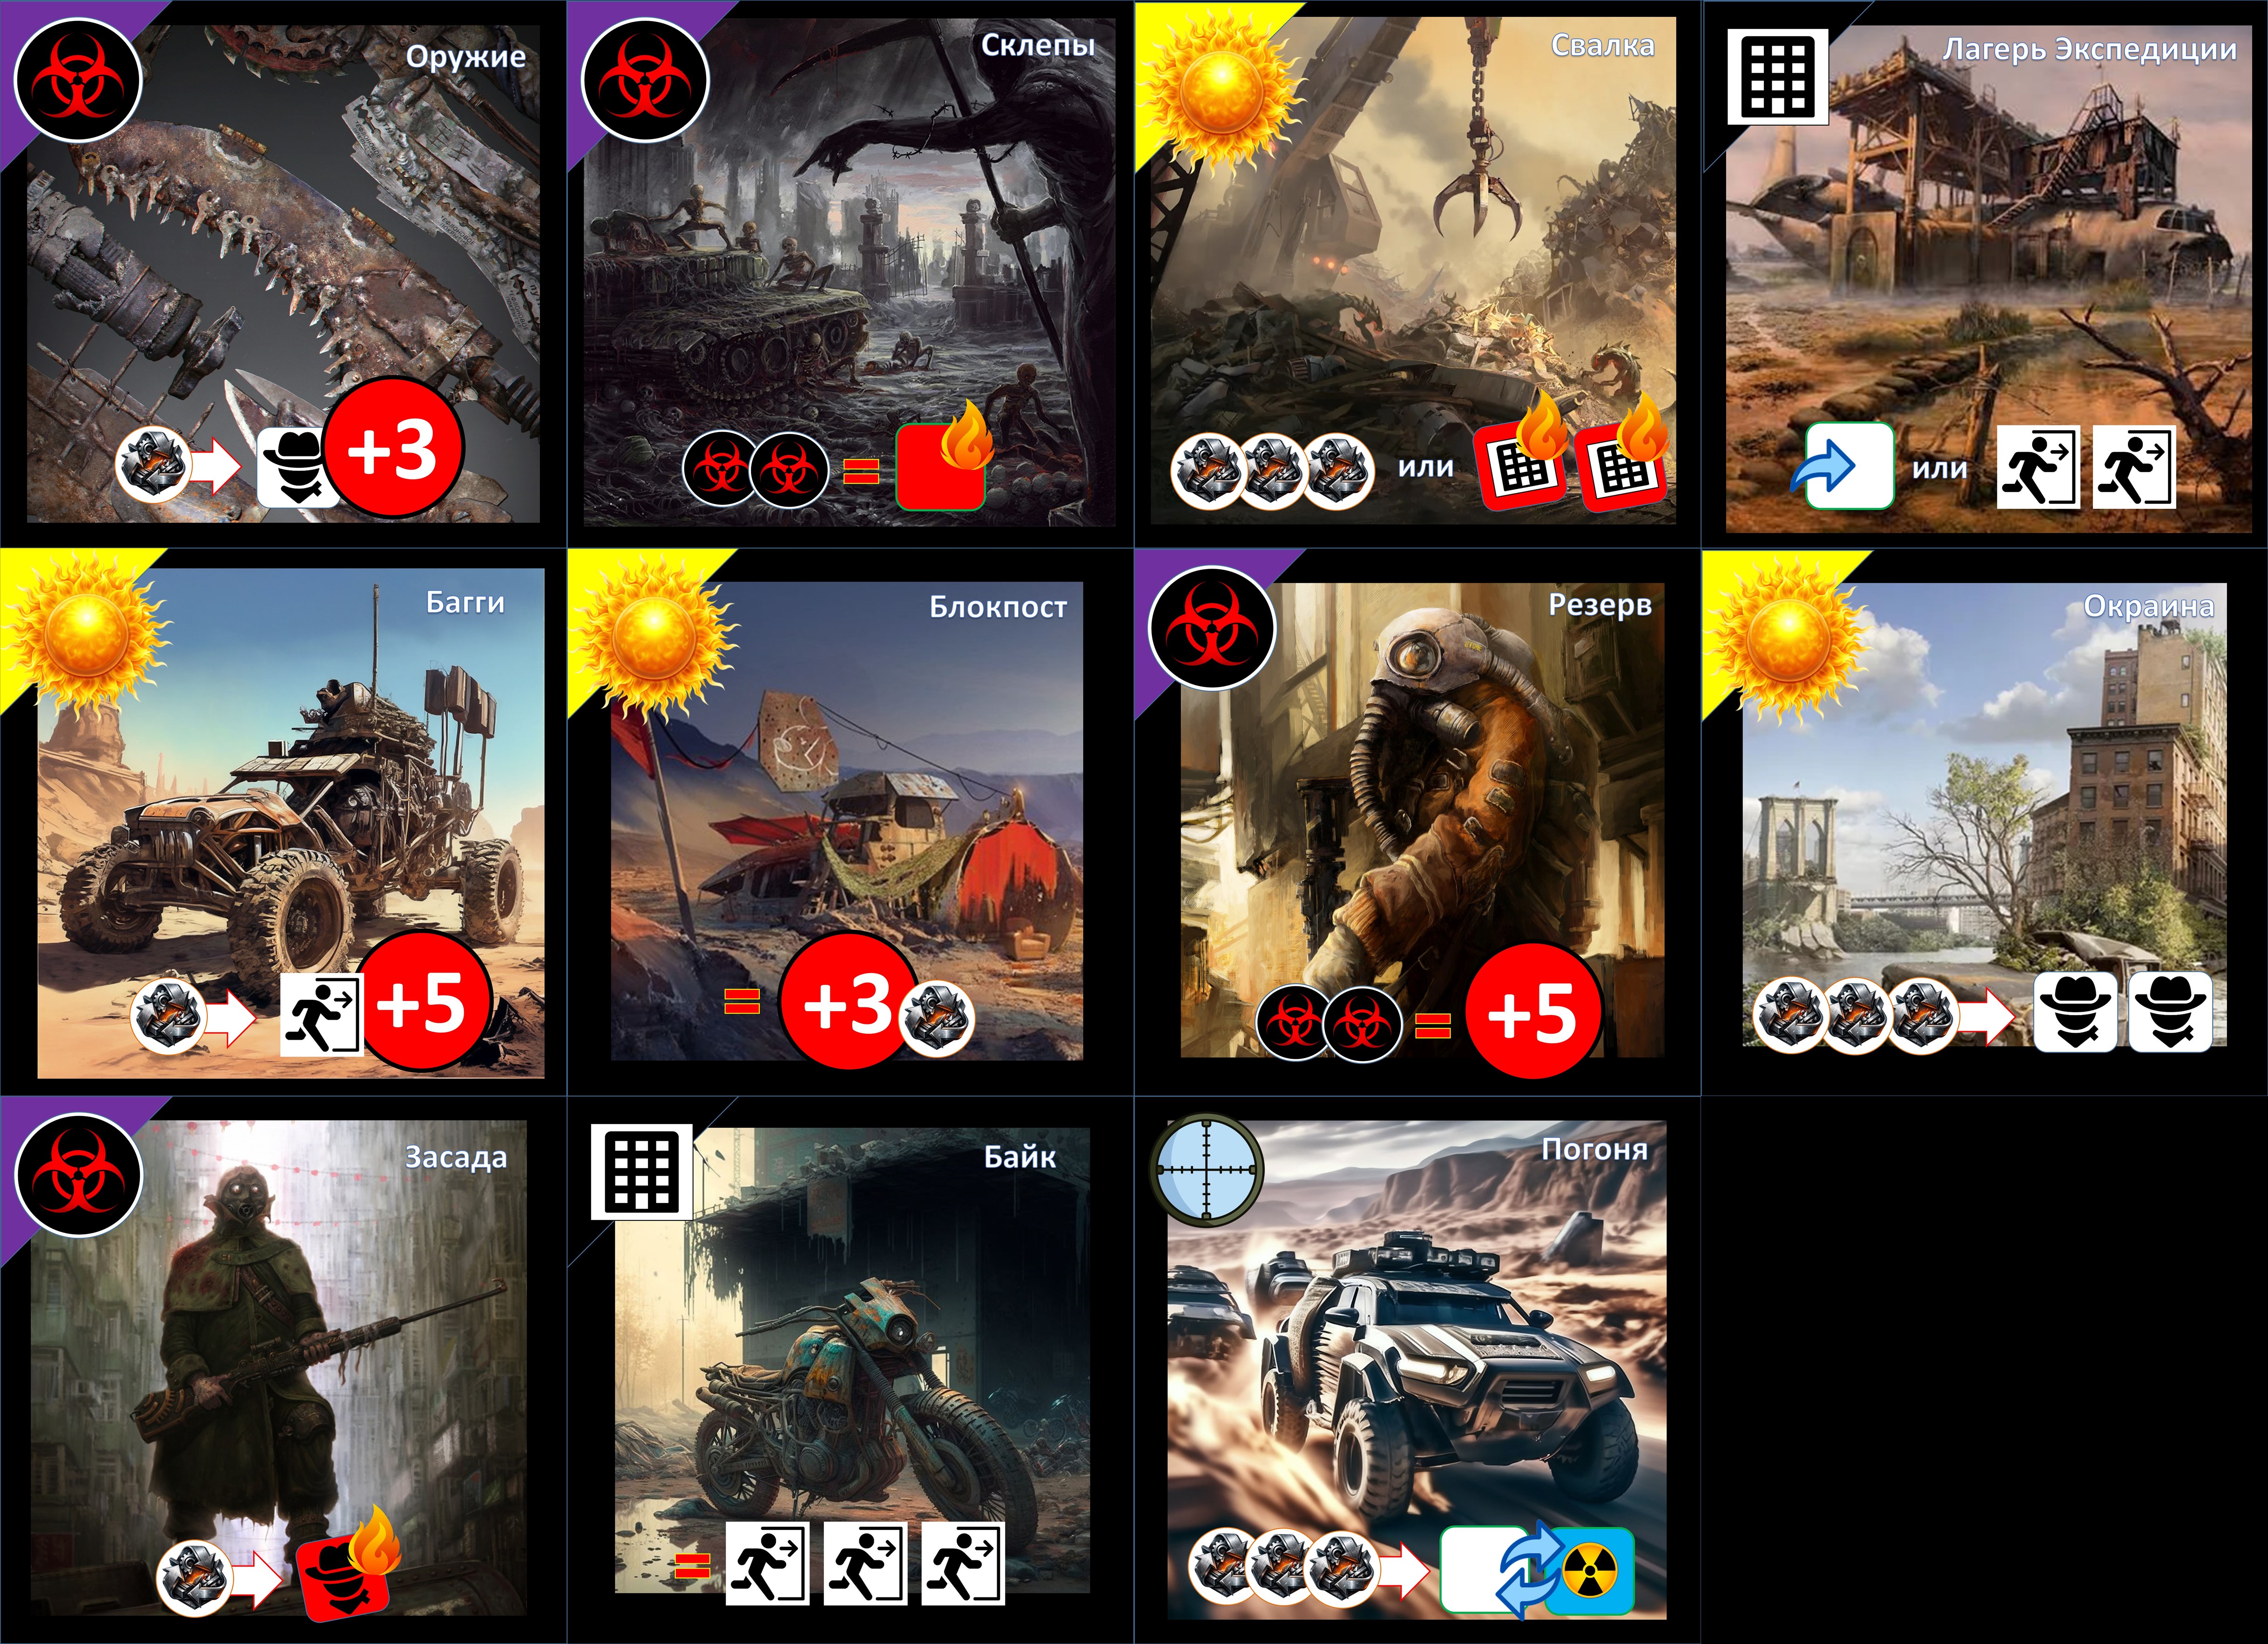 Оружие
+3
Склепы
Свалка
или
Лагерь Экспедиции
или
Багги
+5
Блокпост
+3
Резерв
+5
Окраина
Засада
Байк
Погоня